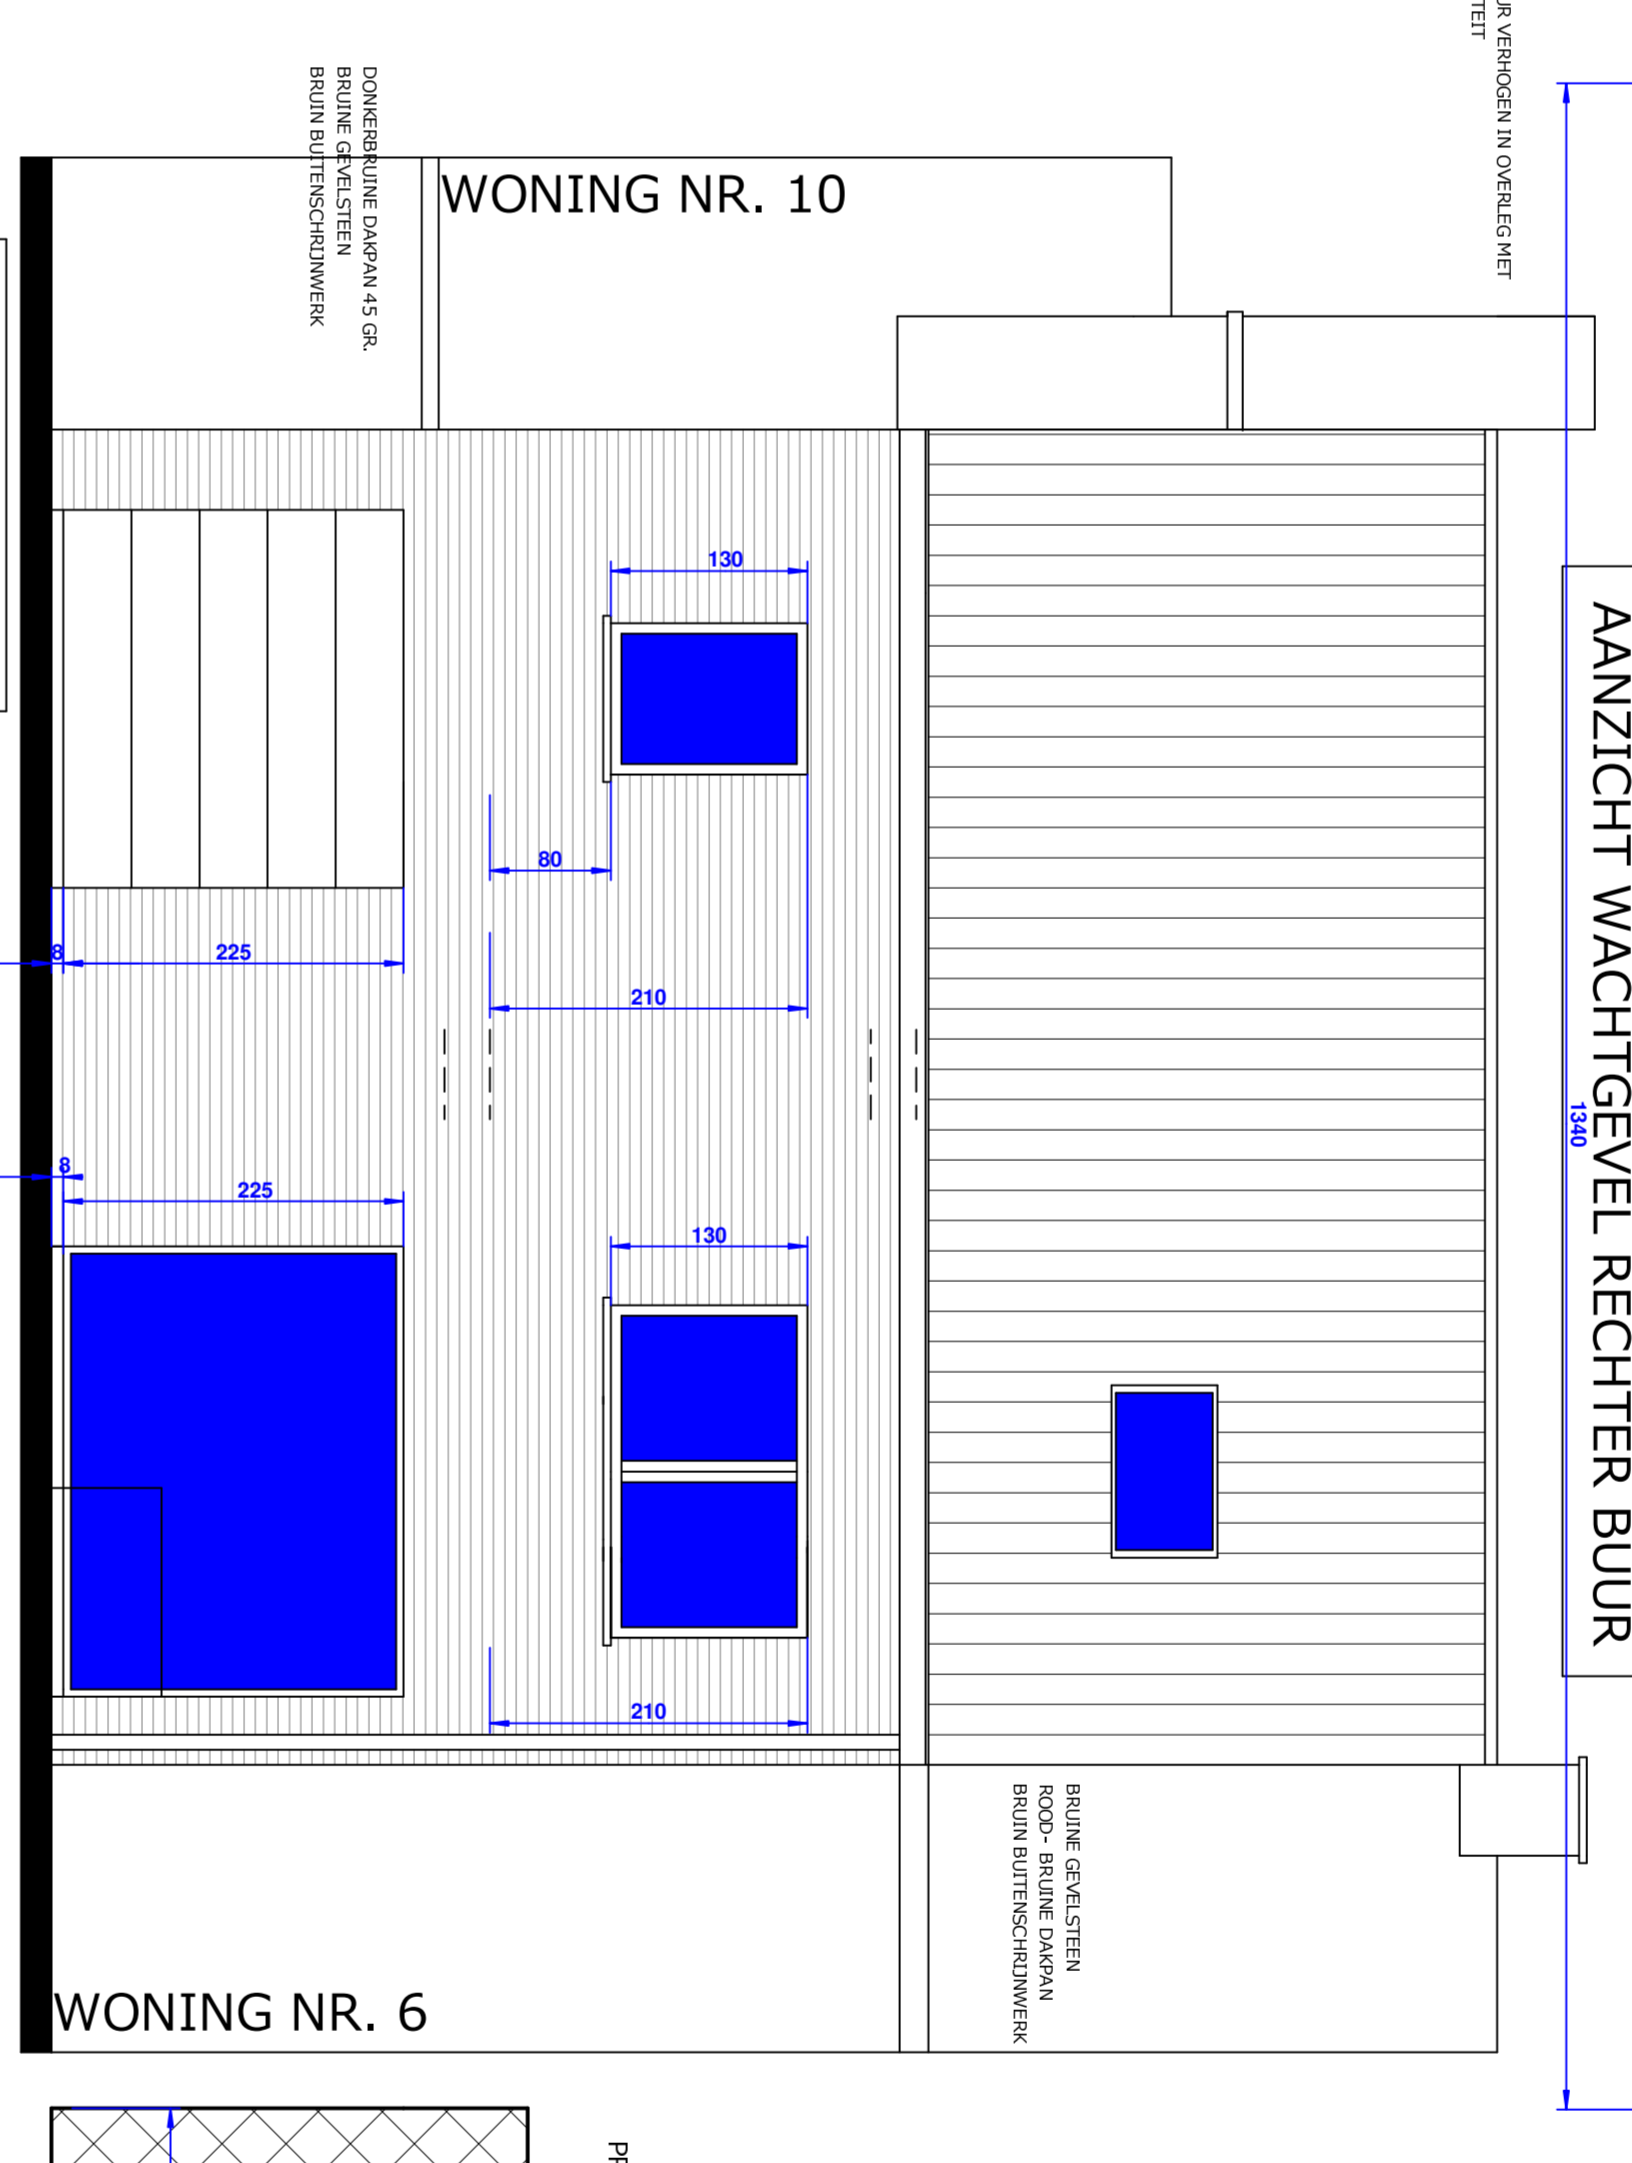 UR VERHOGEN IN OVERLEG MET
TEIT
DONKERBRUINE DAKPAN 45 GR.
BRUINE GEVELSTEEN
BRUIN BUITENSCHRIJNWERK
WONING NR. 10
130
80
8
225
210
8
225
130
210
1340
AANZICHT WACHTGEVEL RECHTER BUUR
BRUINE GEVELSTEEN
ROOD- BRUINE DAKPAN
BRUIN BUITENSCHRIJNWERK
WONING NR. 6